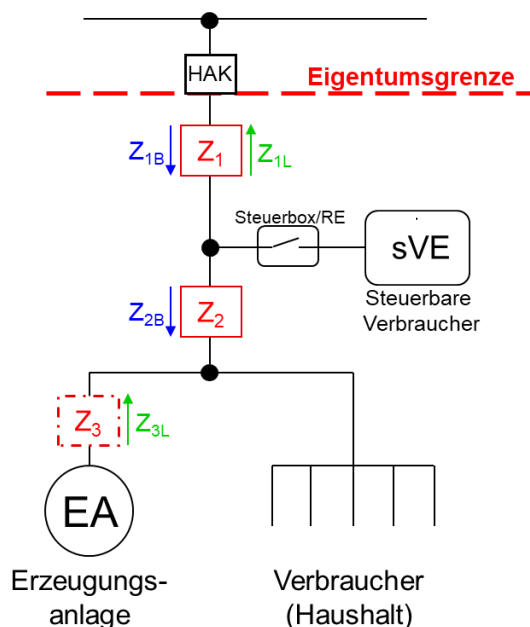 HAK
Eigentumsgrenze
Z1B
Z1
Z1L
Steuerbox/RE
sVE
Steuerbare
Verbraucher
Z2B
Z2
Z3
Z3L
EA
Erzeugungs-
anlage
Verbraucher
(Haushalt)